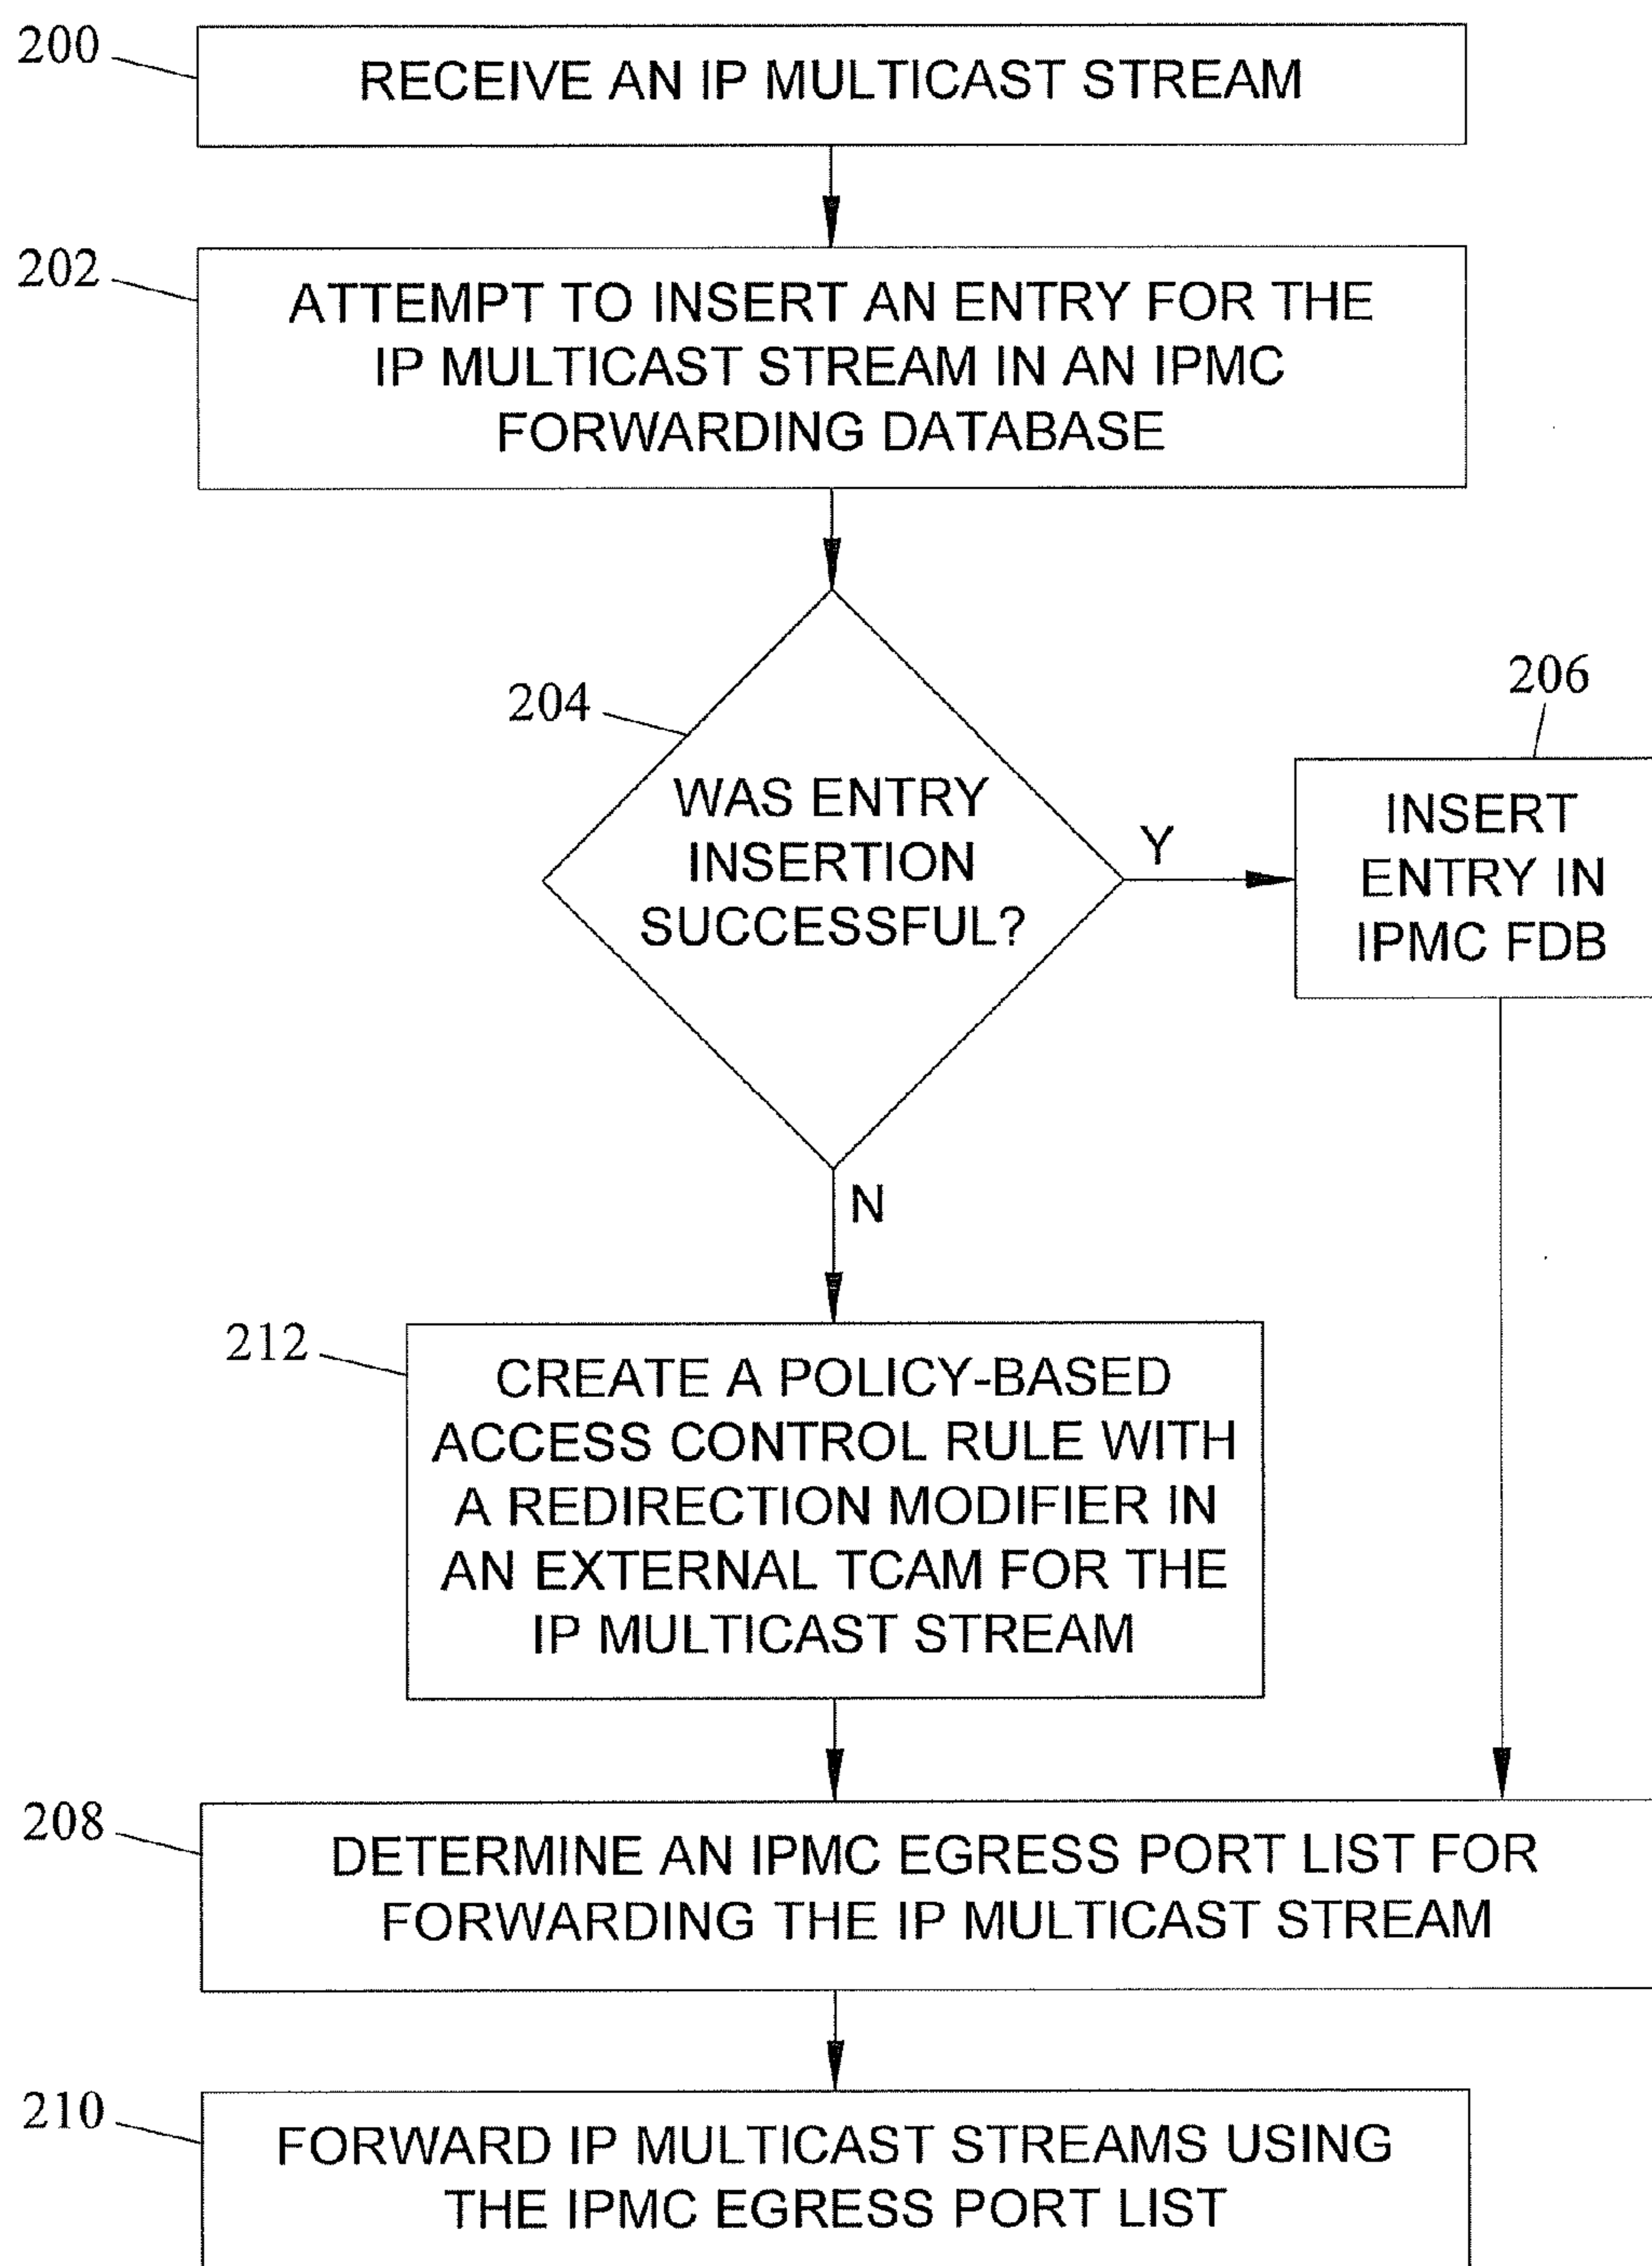 200
RECEIVE AN IP MULTICAST STREAM
202
ATTEMPT TO INSERT AN ENTRY FOR THE
IP MULTICAST STREAM IN AN IPMC
FORWARDING DATABASE
204
WAS ENTRY
INSERTION
SUCCESSFUL?
Y
206
INSERT
ENTRY IN
IPMC FDB
N
212
CREATE A POLICY-BASED
ACCESS CONTROL RULE WITH
A REDIRECTION MODIFIER IN
AN EXTERNAL TCAM FOR THE
IP MULTICAST STREAM
208
DETERMINE AN IPMC EGRESS PORT LIST FOR
FORWARDING THE IP MULTICAST STREAM
210
FORWARD IP MULTICAST STREAMS USING
THE IPMC EGRESS PORT LIST